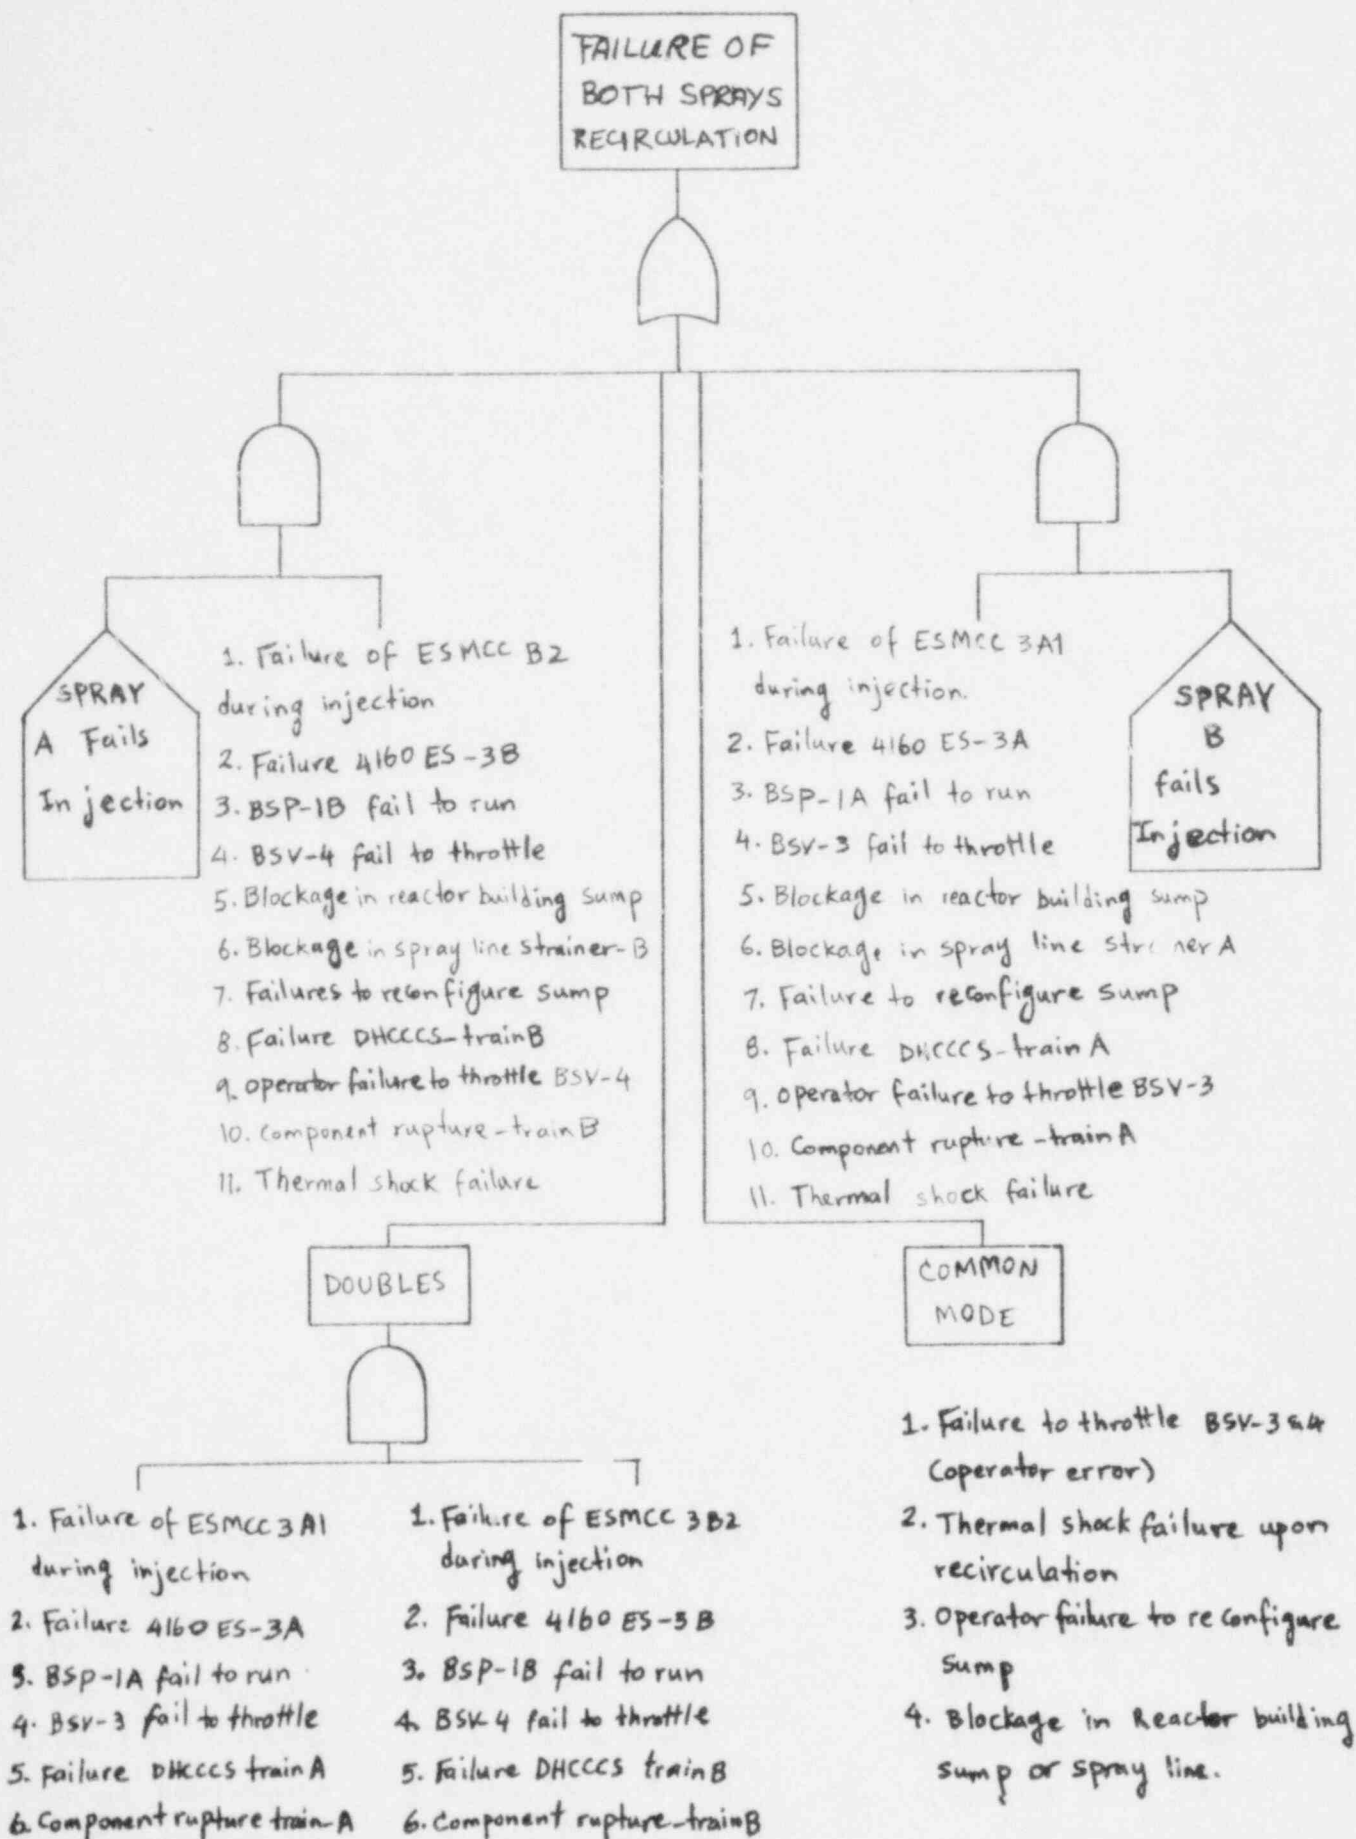 FAILURE OF
BOTH SPRAYS
RECIRCULATION
SPRAY
A Fails
Injection
1. Failure of ESMCC B2
during injection
2. Failure 4160 ES-3B
3. BSP-1B fail to run
4. BSV-4 fail to throttle
5. Blockage in reactor building sump
6. Blockage in spray line strainer-B
7. Failures to reconfigure sump
8. Failure DHCCCS-train B
9. operator failure to throttle BSV-4
10. Component rupture-train B
11. Thermal shock failure
1. Failure of ESMCC 3A1
during injection.
2. Failure 4160 ES-3A
3. BSP-1A fail to run
4. BSV-3 fail to throttle
5. Blockage in reactor building sump
6. Blockage in spray line A
7. Failure to reconfigure sump
8. Failure DHCCCS-train A
9. operator failure to throttle BSV-3
10. Component rupture-train A
11. Thermal shock failure
SPRAY
B
fails
Injection
DOUBLES
COMMON
MODE
1. Failure of ESMCC 3A1
during injection
2. Failure 4160 ES-3A
3. BSP-1A fail to run
4. BSV-3 fail to throttle
5. Failure DHCCCS train A
6. Component rupture train-A
1. Failure of ESMCC 3B2
during injection
2. Failure 4160 ES-3B
3. BSP-1B fail to run
4. BSV-4 fail to throttle
5. Failure DHCCCS train B
6. Component rupture-train B
1. Failure to throttle BSV-3 & 4
(operator error)
2. Thermal shock failure upon
recirculation
3. Operator failure to reconfigure
sump
4. Blockage in Reactor building
sump or spray line.